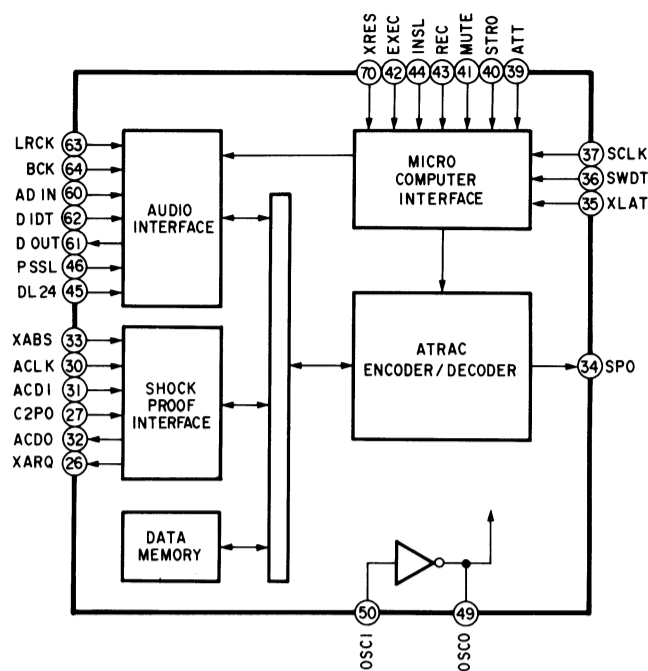 XRES
EXEC
INSL
REC
MUTE
STRO
ATT
70
42
44
43
41
40
39
LRCK 63
BCK 64
AD IN 60
DIDT 62
D OUT 61
PSSL 46
DL24 45
AUDIO
INTERFACE
MICRO
COMPUTER
INTERFACE
37 SCLK
36 SWDT
35 XLAT
XABS 33
ACLK 30
ACDI 31
C2PO 27
ACDO 32
XARQ 26
SHOCK
PROOF
INTERFACE
ATRAC
ENCODER/DECODER
34 SPO
DATA
MEMORY
50
49
OSCI
OSCO